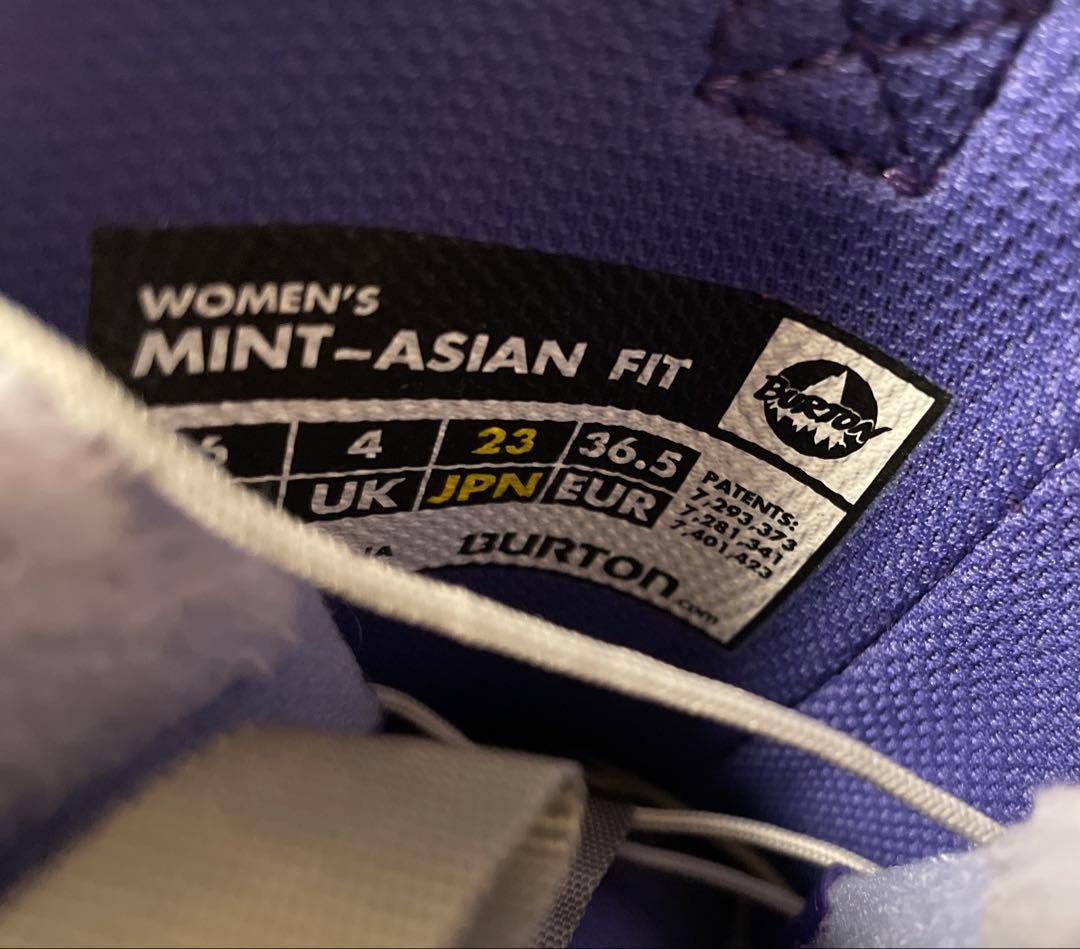 WOMEN'S
MINT-ASIAN FIT
BURTON
6 4 23 36.5
UK JPN EUR
PATENTS:
7,293,373
7,281,341
7,401,423
BURTON.com